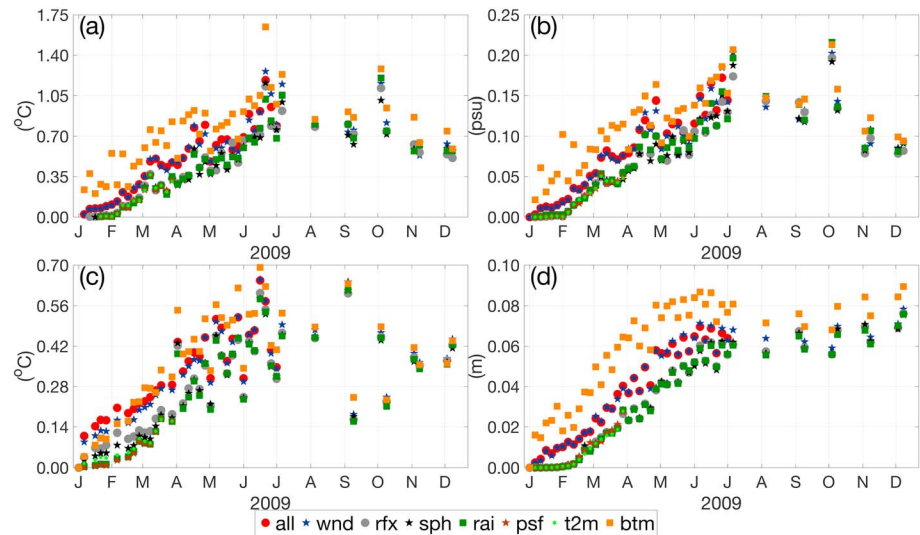 (a)
1.75
1.40
1.05
0.70
0.35
0.00
(⁰C)
J F M A M J J A S O N D
2009
(b)
0.25
0.20
0.15
0.10
0.05
0.00
(psu)
J F M A M J J A S O N D
2009
(c)
0.70
0.56
0.42
0.28
0.14
0.00
(⁰C)
J F M A M J J A S O N D
2009
(d)
0.10
0.08
0.06
0.04
0.02
0.00
(m)
J F M A M J J A S O N D
2009
all wnd rfx sph rai psf t2m btm